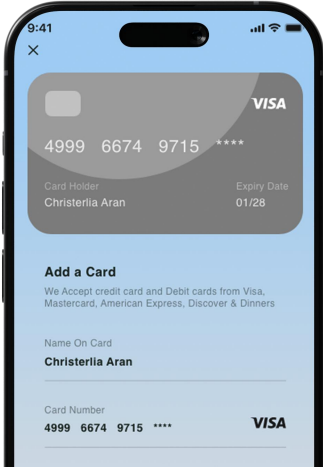 9:41
VISA
4999 6674 9715 ****
Card Holder Expiry Date
Christerlia Aran 01/28
Add a Card
We Accept credit card and Debit cards from Visa,
Mastercard, American Express, Discover & Dinners
Name On Card
Christerlia Aran
Card Number
4999 6674 9715 **** VISA